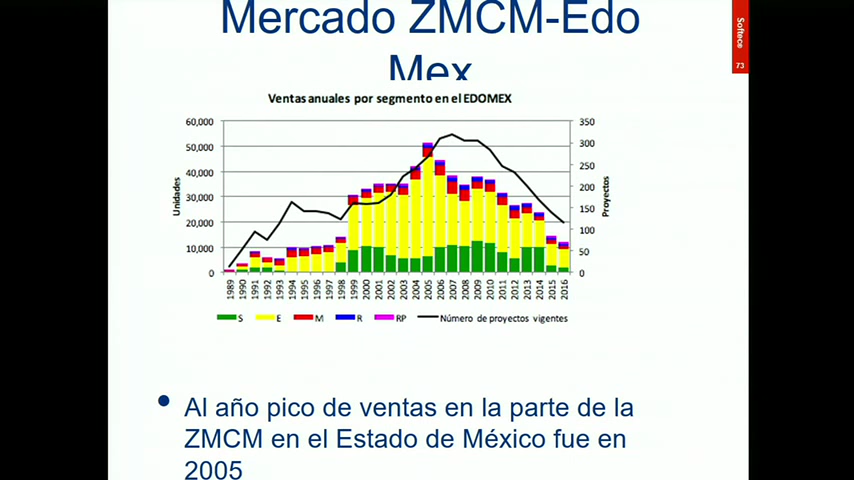 Mercado ZMCM-Edo
Mex
Softec
73
Ventas anuales por segmento en el EDOMEX
60,000
50,000
40,000
30,000
20,000
10,000
0
Unidades
350
300
250
200
150
100
50
0
Proyectos
1989 1990 1991 1992 1993 1994 1995 1996 1997 1998 1999 2000 2001 2002 2003 2004 2005 2006 2007 2008 2009 2010 2011 2012 2013 2014 2015 2016
S E M R RP Número de proyectos vigentes
• Al año pico de ventas en la parte de la
ZMCM en el Estado de México fue en
2005